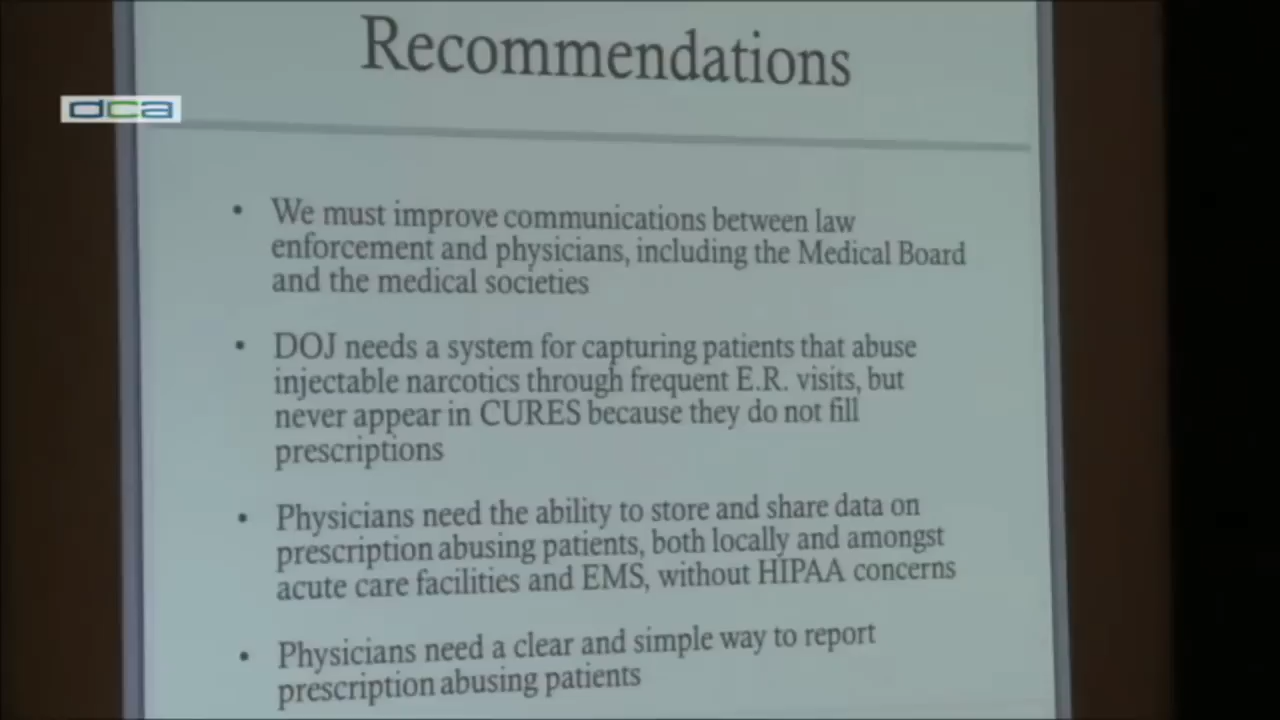 Recommendations
dca
• We must improve communications between law
enforcement and physicians, including the Medical Board
and the medical societies
• DOJ needs a system for capturing patients that abuse
injectable narcotics through frequent E.R. visits, but
never appear in CURES because they do not fill
prescriptions
• Physicians need the ability to store and share data on
prescription abusing patients, both locally and amongst
acute care facilities and EMS, without HIPAA concerns
• Physicians need a clear and simple way to report
prescription abusing patients